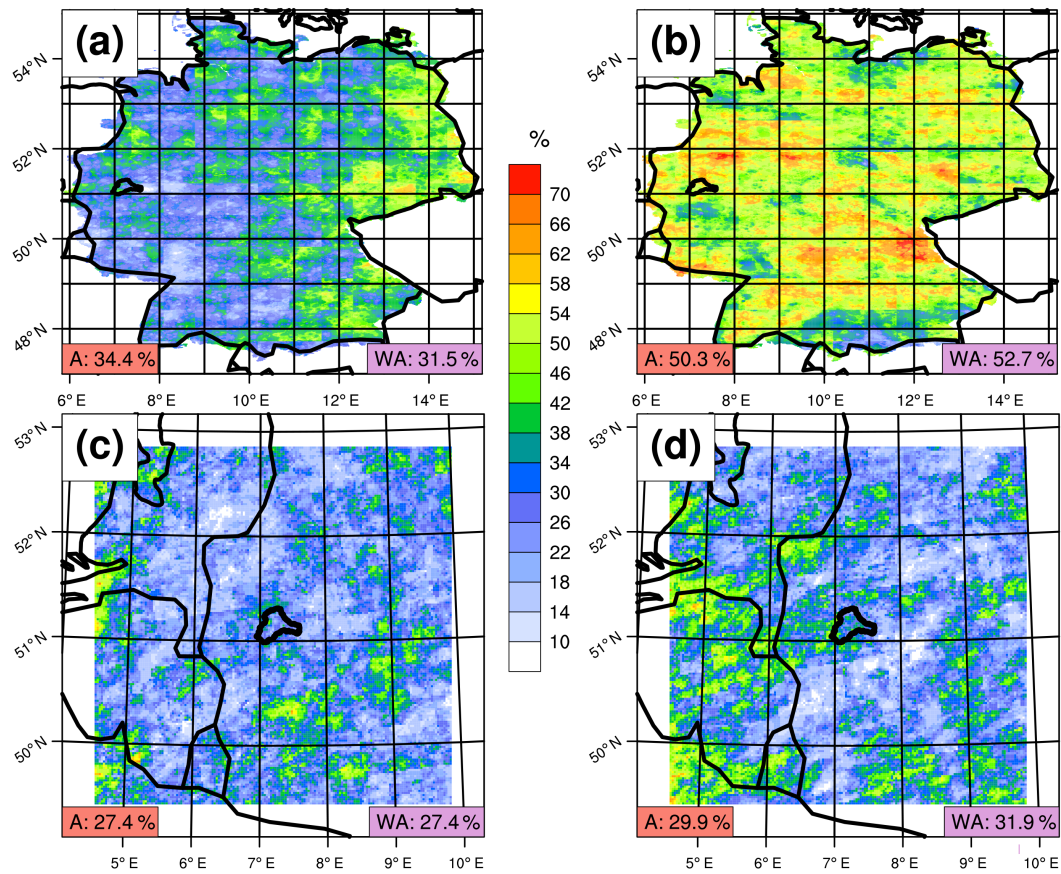 (a)
(b)
54° N
52° N
50° N
48° N
A: 34.4 %
WA: 31.5 %
6° E
8° E
10° E
12° E
14° E
%
70
66
62
58
54
50
46
42
38
34
30
26
22
18
14
10
54° N
52° N
50° N
48° N
A: 50.3 %
WA: 52.7 %
6° E
8° E
10° E
12° E
14° E
(c)
53° N
52° N
51° N
50° N
A: 27.4 %
WA: 27.4 %
5° E
6° E
7° E
8° E
9° E
10° E
(d)
53° N
52° N
51° N
50° N
A: 29.9 %
WA: 31.9 %
5° E
6° E
7° E
8° E
9° E
10° E